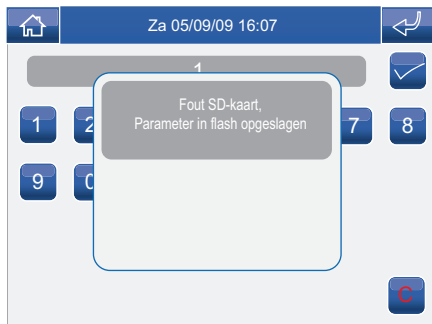 Za 05/09/09 16:07
1
Fout SD-kaart,
Parameter in flash opgeslagen
1 2 7 8
9 0
C